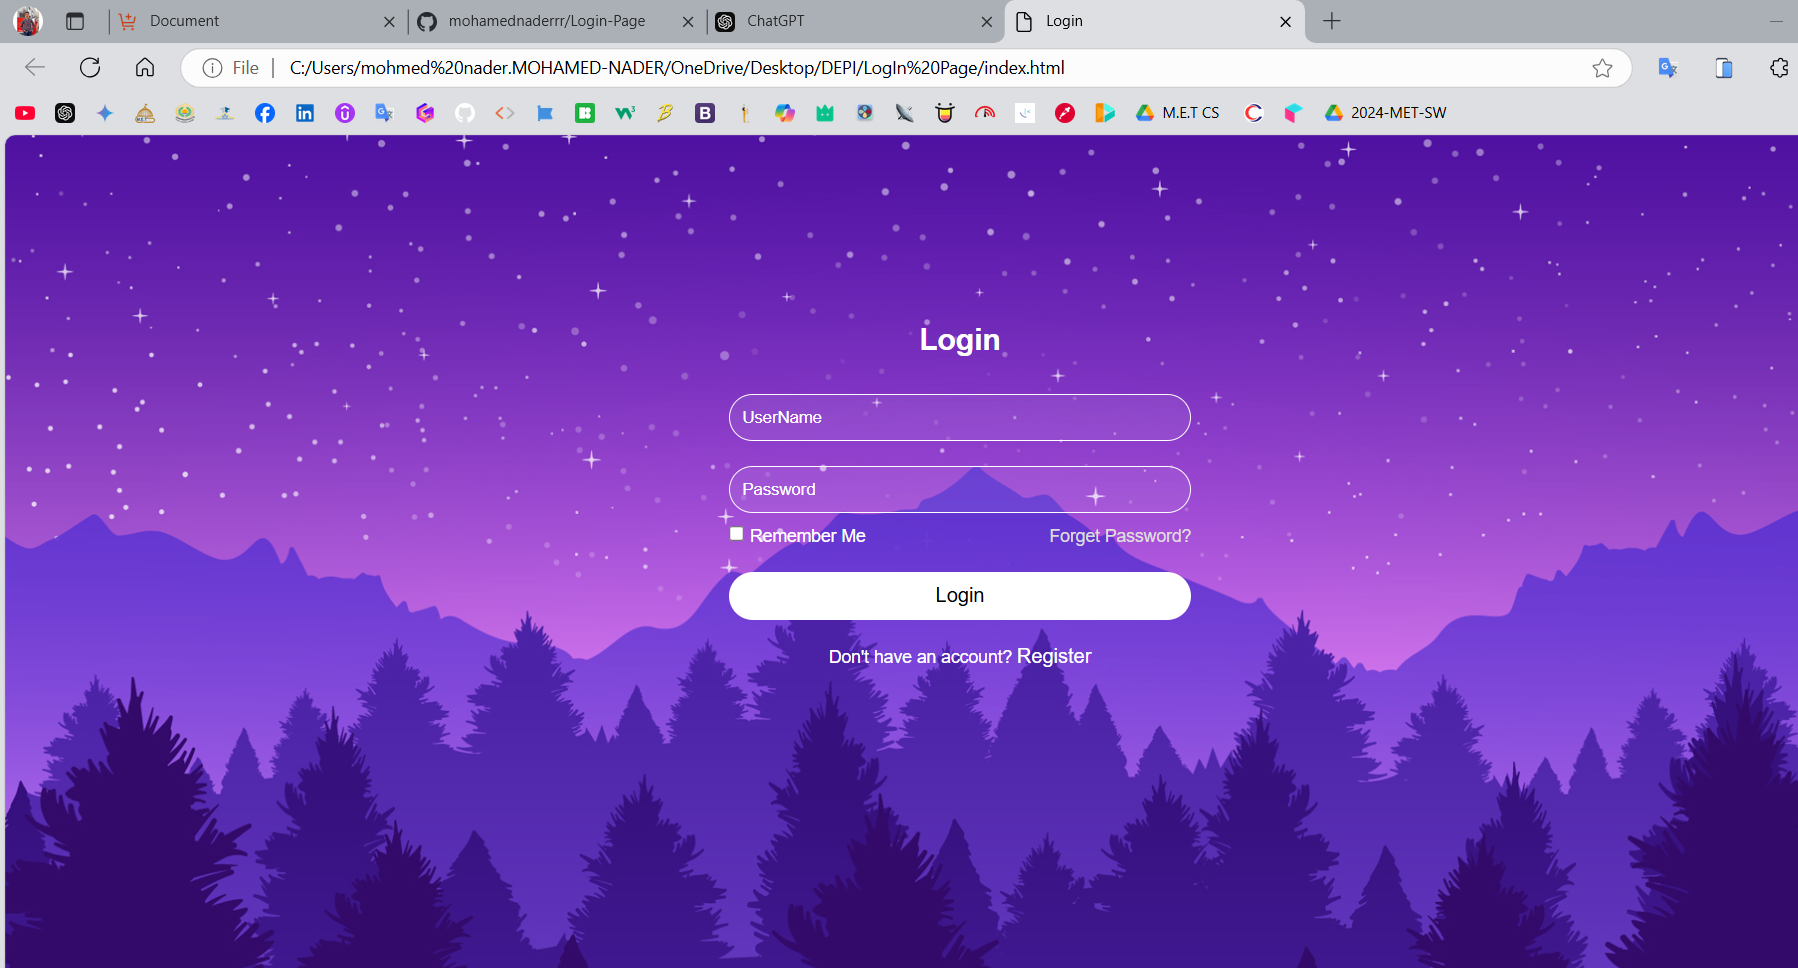 Document
mohamednaderrr/Login-Page
ChatGPT
Login
File
C:/Users/mohmed%20nader.MOHAMED-NADER/OneDrive/Desktop/DEPI/LogIn%20Page/index.html
M.E.T CS
2024-MET-SW
Login
UserName
Password
Remember Me
Forget Password?
Login
Don't have an account? Register